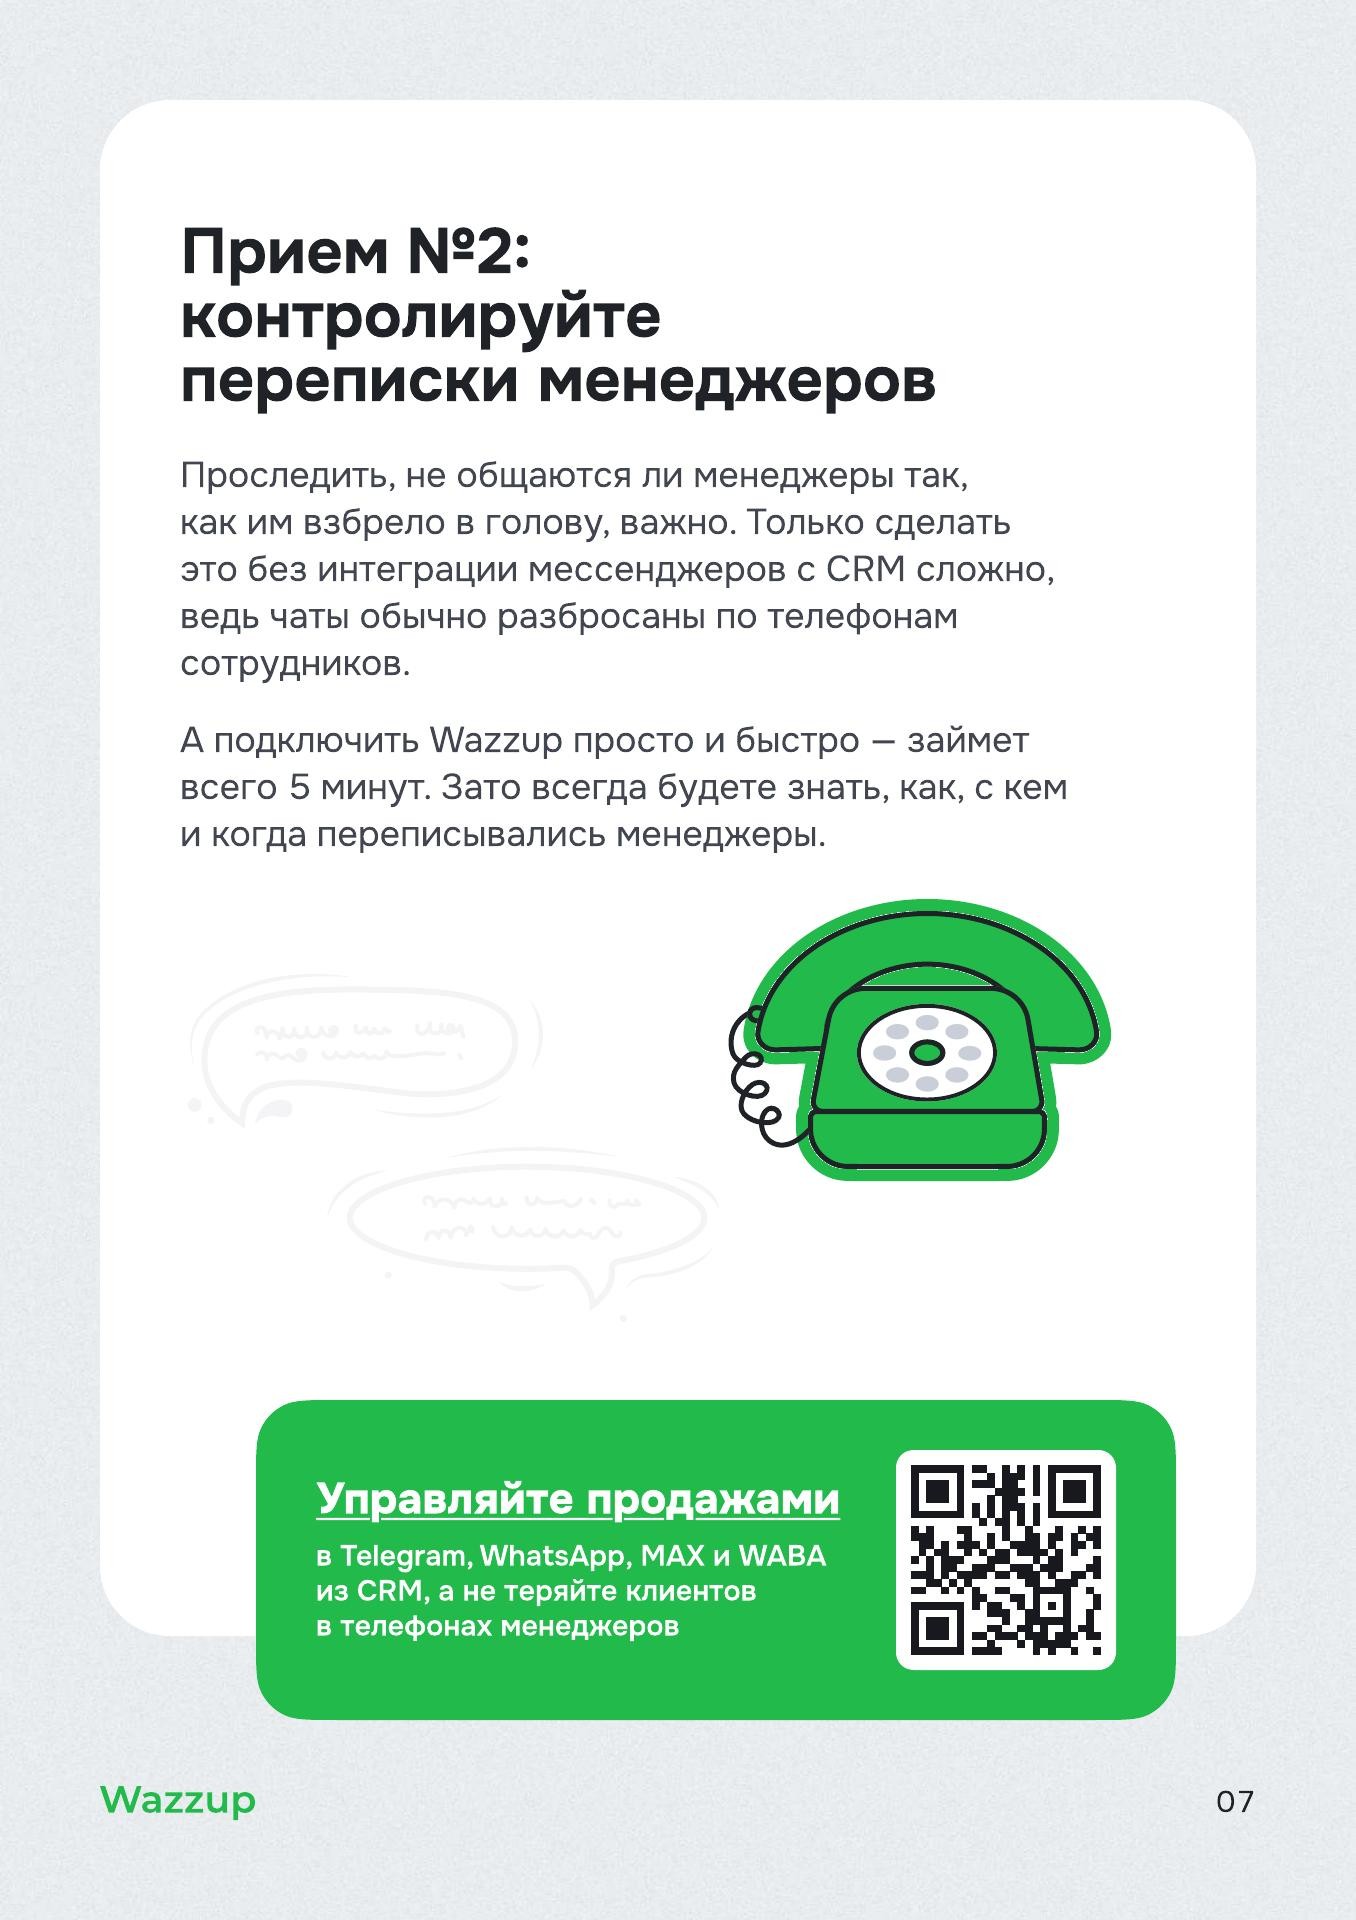 Прием №2:
контролируйте
переписки менеджеров
Проследить, не общаются ли менеджеры так,
как им взбрело в голову, важно. Только сделать
это без интеграции мессенджеров с CRM сложно,
ведь чаты обычно разбросаны по телефонам
сотрудников.
А подключить Wazzup просто и быстро — займет
всего 5 минут. Зато всегда будете знать, как, с кем
и когда переписывались менеджеры.
Управляйте продажами
в Telegram, WhatsApp, MAX и WABA
из CRM, а не теряйте клиентов
в телефонах менеджеров
Wazzup
07